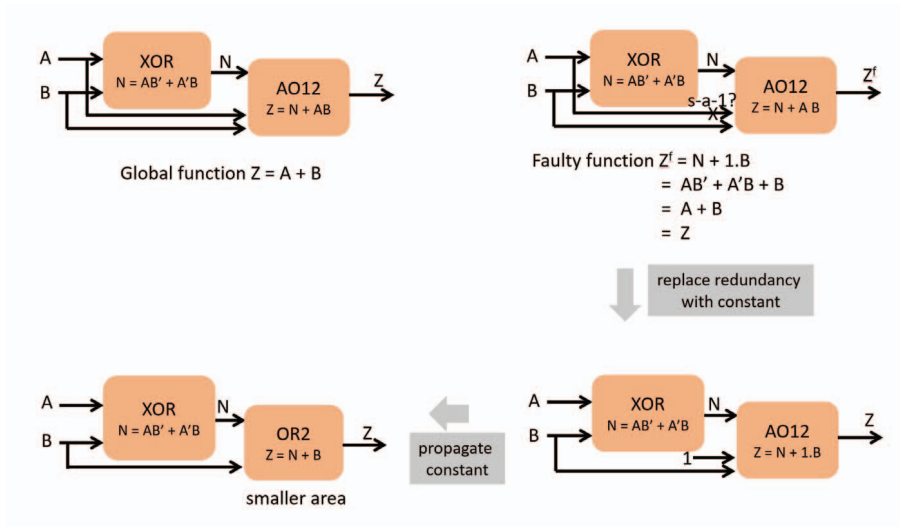 A
B
XOR
N = AB′ + A′B
N
AO12
Z = N + AB
Z
Global function Z = A + B
A
B
XOR
N = AB′ + A′B
N
s-a-1?
X
AO12
Z = N + A B
Zᶠ
Faulty function Zᶠ = N + 1.B
= AB′ + A′B + B
= A + B
= Z
replace redundancy
with constant
A
B
XOR
N = AB′ + A′B
N
OR2
Z = N + B
Z
smaller area
propagate
constant
A
B
XOR
N = AB′ + A′B
N
1
AO12
Z = N + 1.B
Z